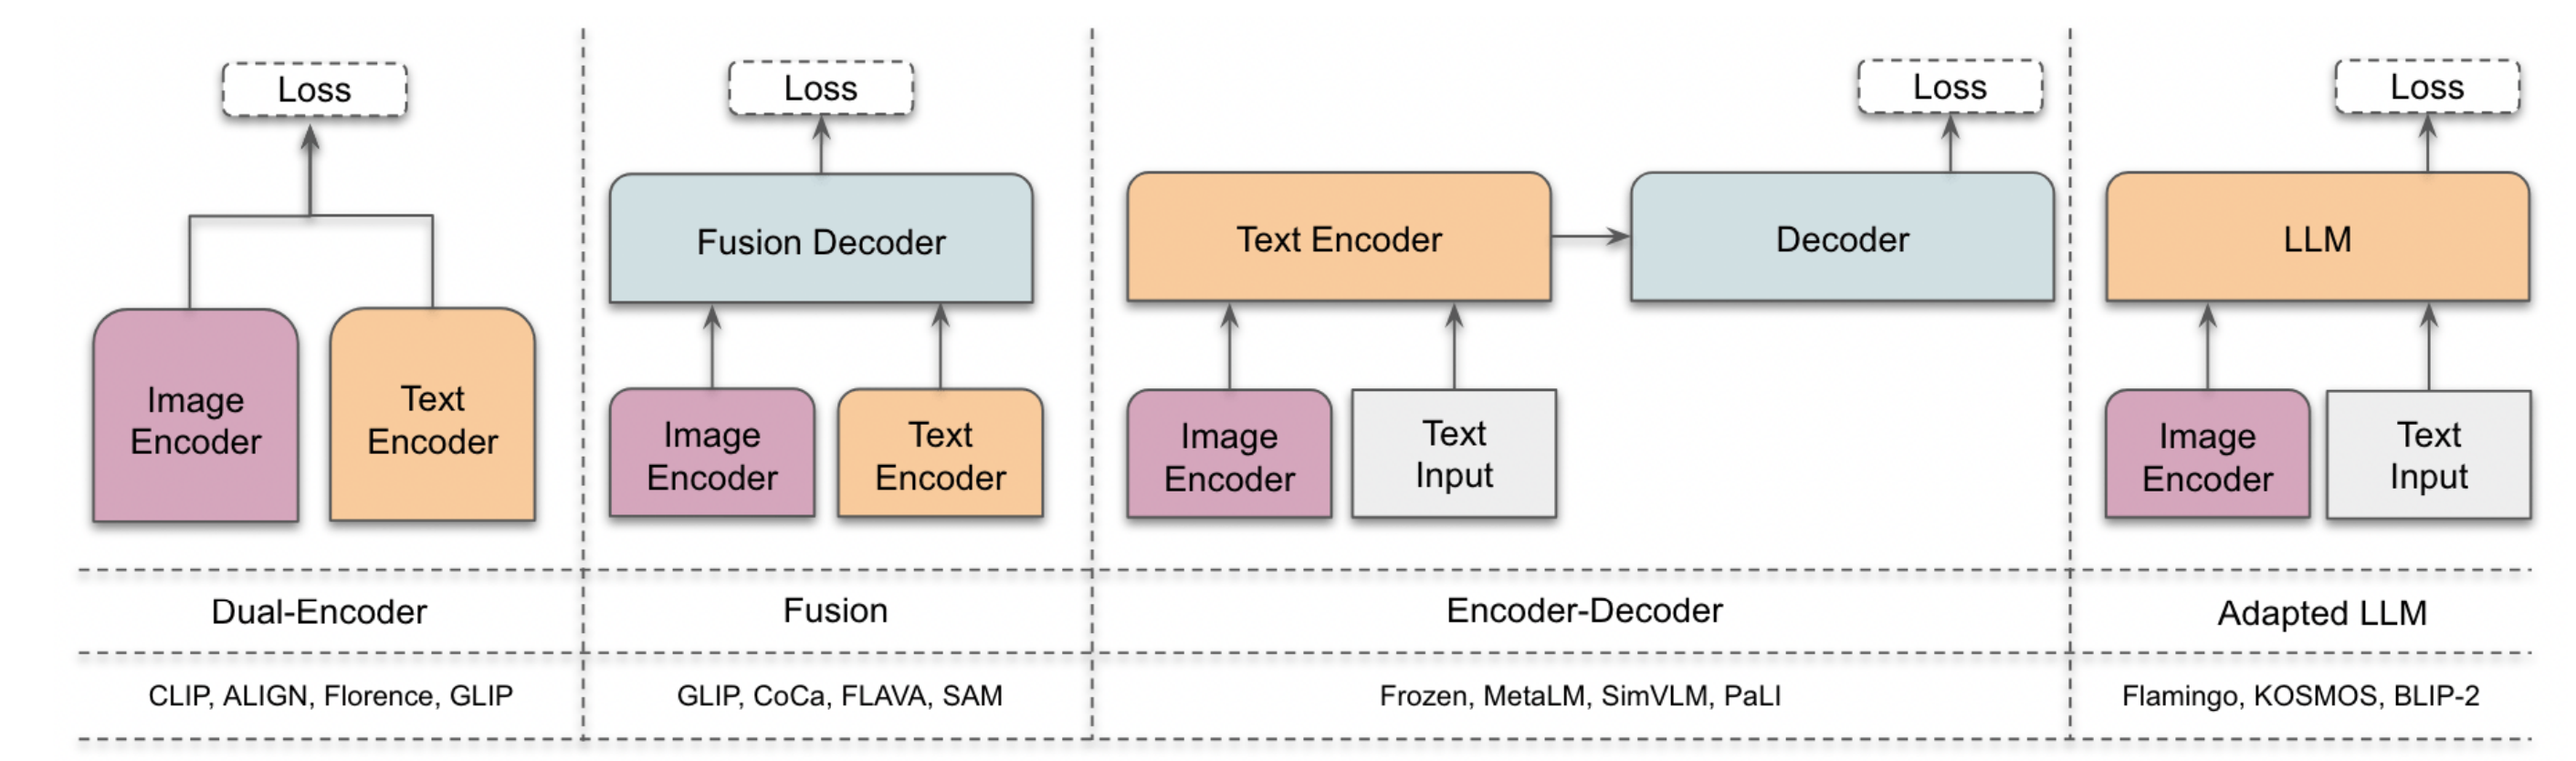 Loss
Image
Encoder
Text
Encoder
Dual-Encoder
CLIP, ALIGN, Florence, GLIP
Loss
Fusion Decoder
Image
Encoder
Text
Encoder
Fusion
GLIP, CoCa, FLAVA, SAM
Loss
Text Encoder
Decoder
Image
Encoder
Text
Input
Encoder-Decoder
Frozen, MetaLM, SimVLM, PaLI
Loss
LLM
Image
Encoder
Text
Input
Adapted LLM
Flamingo, KOSMOS, BLIP-2